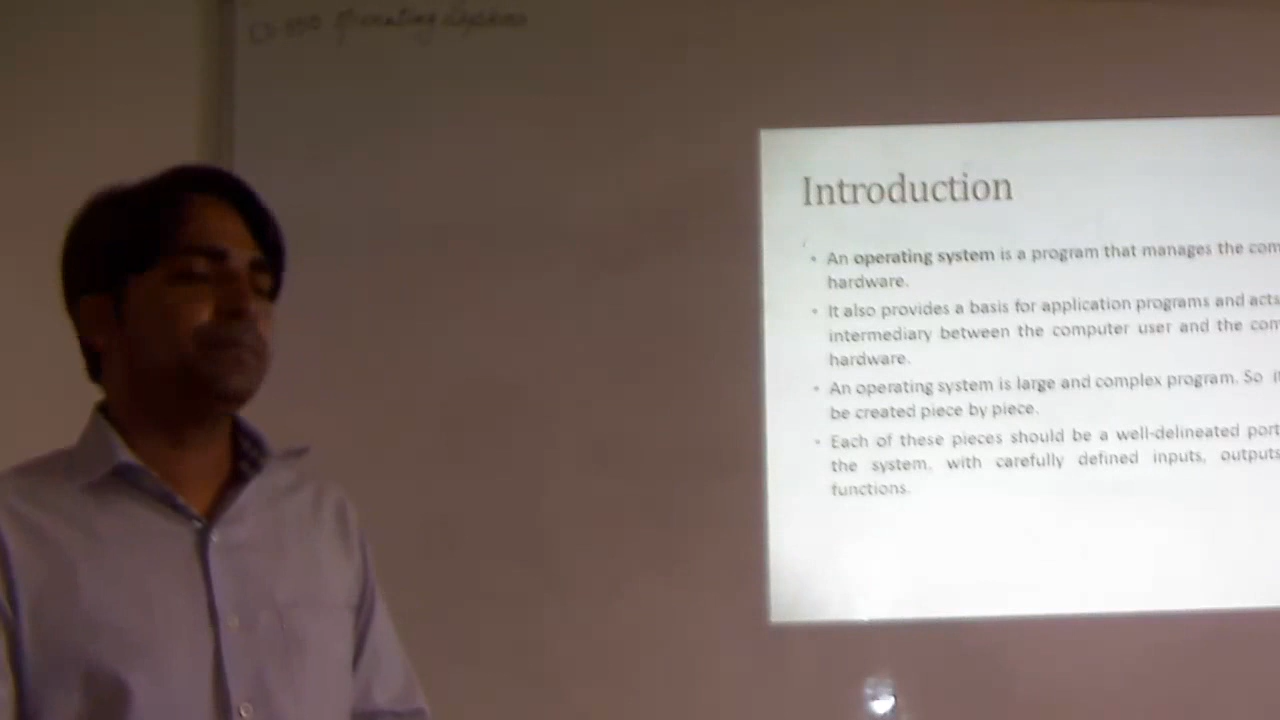 Operating System
Introduction
• An operating system is a program that manages the com
hardware.
• It also provides a basis for application programs and acts
intermediary between the computer user and the com
hardware.
• An operating system is large and complex program. So
be created piece by piece.
• Each of these pieces should be a well-delineated port
the system, with carefully defined inputs, outputs
functions.